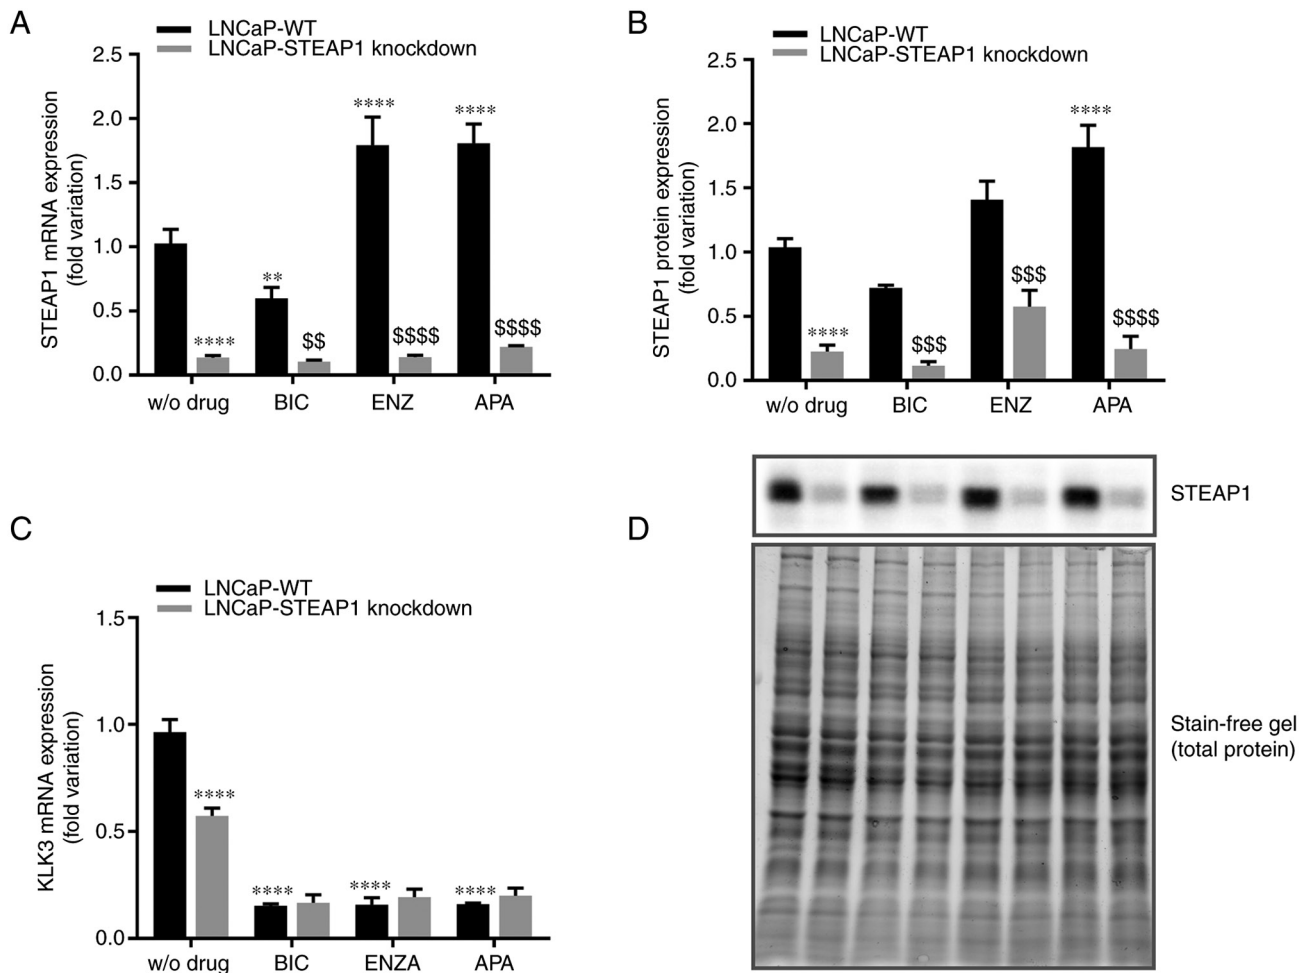 A
LNCaP-WT
LNCaP-STEAP1 knockdown
STEAP1 mRNA expression
(fold variation)
2.5
2.0
1.5
1.0
0.5
0.0
****
**
$$
****
$$$$
****
$$$$
w/o drug BIC ENZ APA
B
LNCaP-WT
LNCaP-STEAP1 knockdown
STEAP1 protein expression
(fold variation)
2.5
2.0
1.5
1.0
0.5
0.0
****
$$$
$$$
****
$$$$
w/o drug BIC ENZ APA
C
LNCaP-WT
LNCaP-STEAP1 knockdown
KLK3 mRNA expression
(fold variation)
1.5
1.0
0.5
0.0
****
****
****
****
w/o drug BIC ENZA APA
D
STEAP1
Stain-free gel
(total protein)